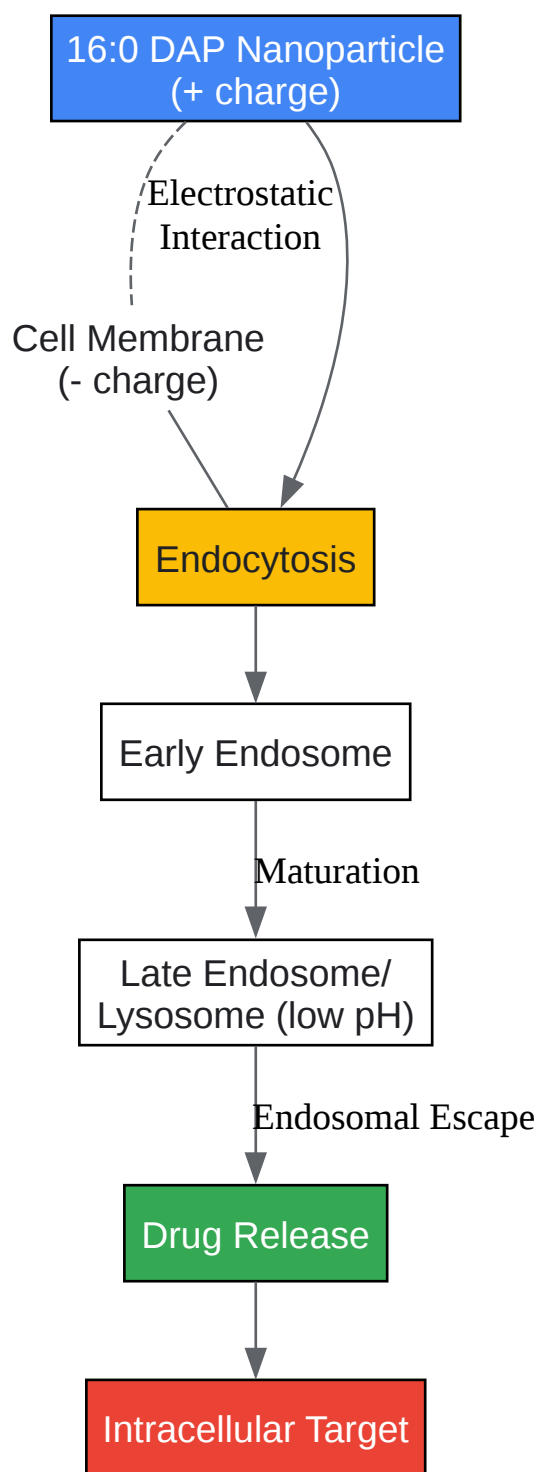 16:0 DAP Nanoparticle
(+ charge)
Electrostatic
Interaction
Cell Membrane
(- charge)
Endocytosis
Early Endosome
Maturation
Late Endosome/
Lysosome (low pH)
Endosomal Escape
Drug Release
Intracellular Target